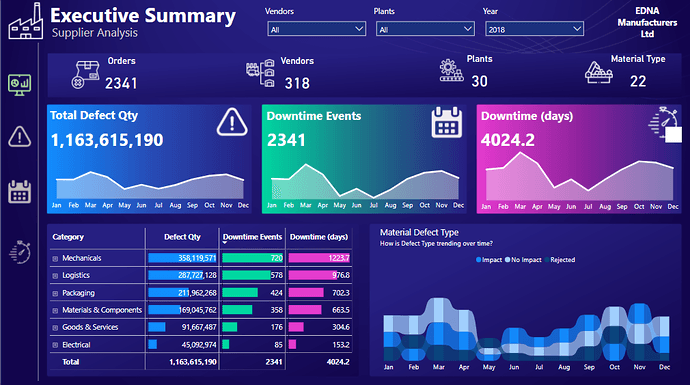 Executive Summary
Supplier Analysis
Vendors
All
Plants
All
Year
2018
EDNA
Manufacturers
Ltd
Orders
2341
Vendors
318
Plants
30
Material Type
22
Total Defect Qty
1,163,615,190
Jan Feb Mar Apr May Jun Jul Aug Sep Oct Nov Dec
Downtime Events
2341
Jan Feb Mar Apr May Jun Jul Aug Sep Oct Nov Dec
Downtime (days)
4024.2
Jan Feb Mar Apr May Jun Jul Aug Sep Oct Nov Dec
Category Defect Qty Downtime Events Downtime (days)
Mechanicals 358,119,571 720 1223.7
Logistics 287,727,128 578 976.8
Packaging 211,962,268 424 702.3
Materials & Components 169,045,762 358 663.5
Goods & Services 91,667,487 176 304.6
Electrical 45,092,974 85 153.2
Total 1,163,615,190 2341 4024.2
Material Defect Type
How is Defect Type trending over time?
Impact No Impact Rejected
Jan Feb Mar Apr May Jun Jul Aug Sep Oct Nov Dec